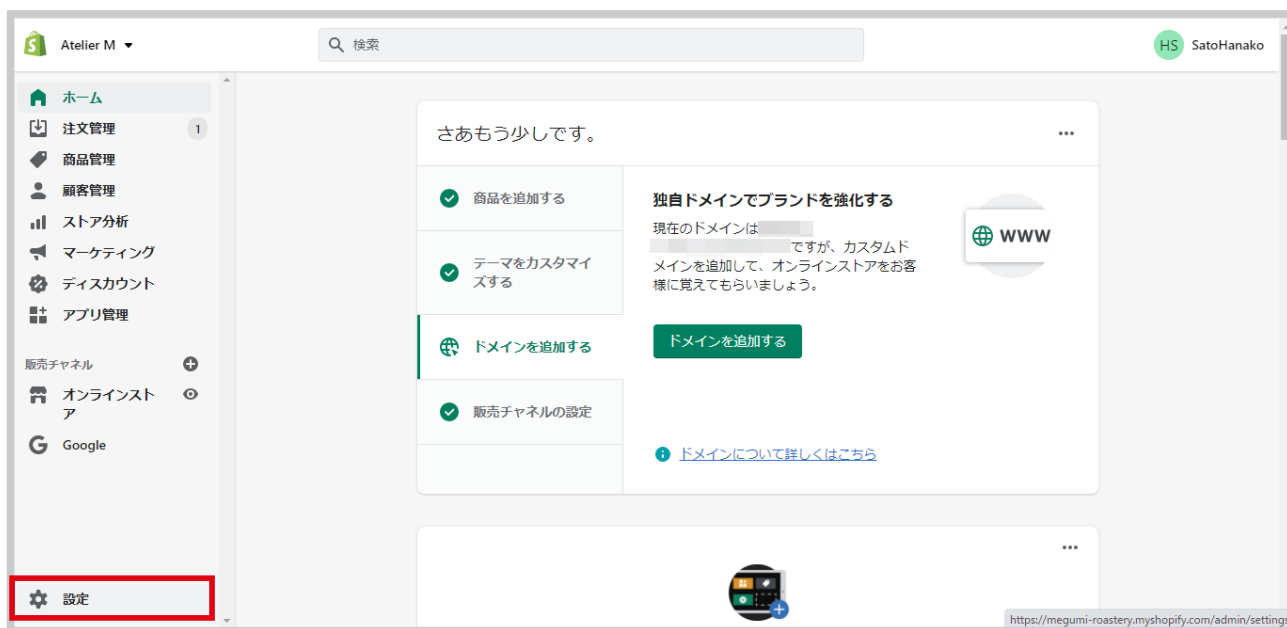 Atelier M
検索
HS
SatoHanako
ホーム
注文管理
1
商品管理
顧客管理
ストア分析
マーケティング
ディスカウント
アプリ管理
販売チャネル
オンラインスト
ア
Google
設定
さあもう少しです。
商品を追加する
テーマをカスタマイ
ズする
ドメインを追加する
販売チャネルの設定
独自ドメインでブランドを強化する
現在のドメインは
ですが、カスタムド
メインを追加して、オンラインストアをお客
様に覚えてもらいましょう。
WWW
ドメインを追加する
ドメインについて詳しくはこちら
https://megumi-roastery.myshopify.com/admin/setting